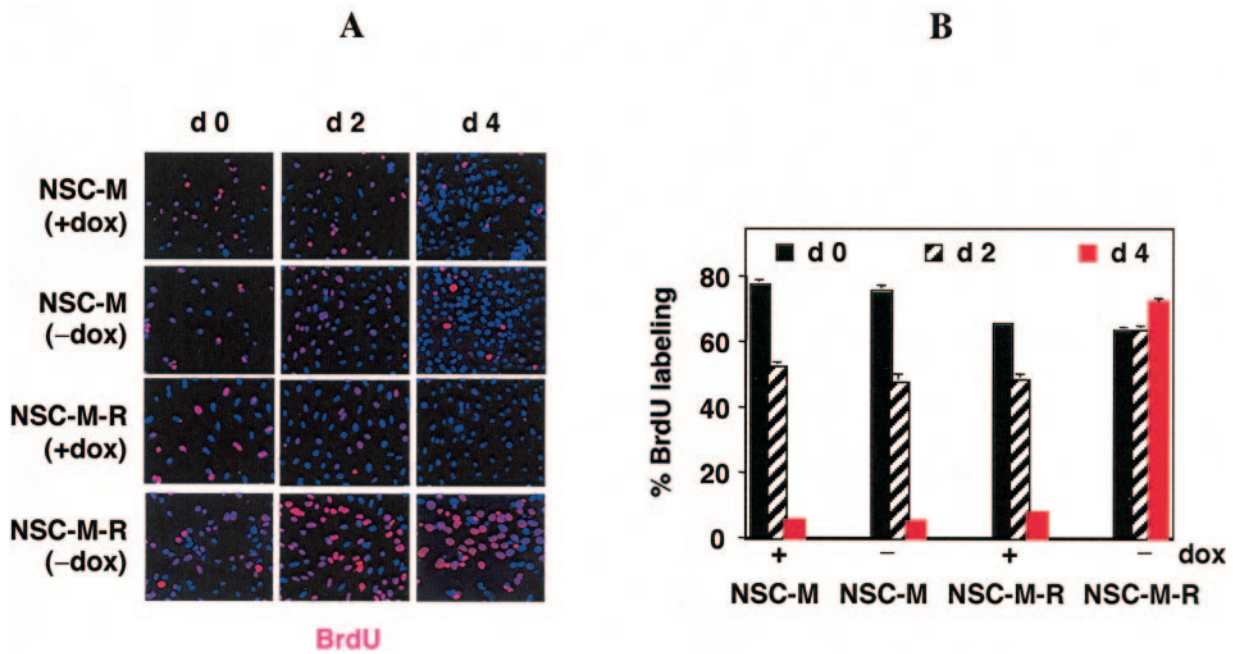 A
d 0 d 2 d 4
NSC-M
(+dox)
NSC-M
(−dox)
NSC-M-R
(+dox)
NSC-M-R
(−dox)
BrdU
B
d 0 d 2 d 4
% BrdU labeling
80
60
40
20
0
+ − + − dox
NSC-M NSC-M NSC-M-R NSC-M-R